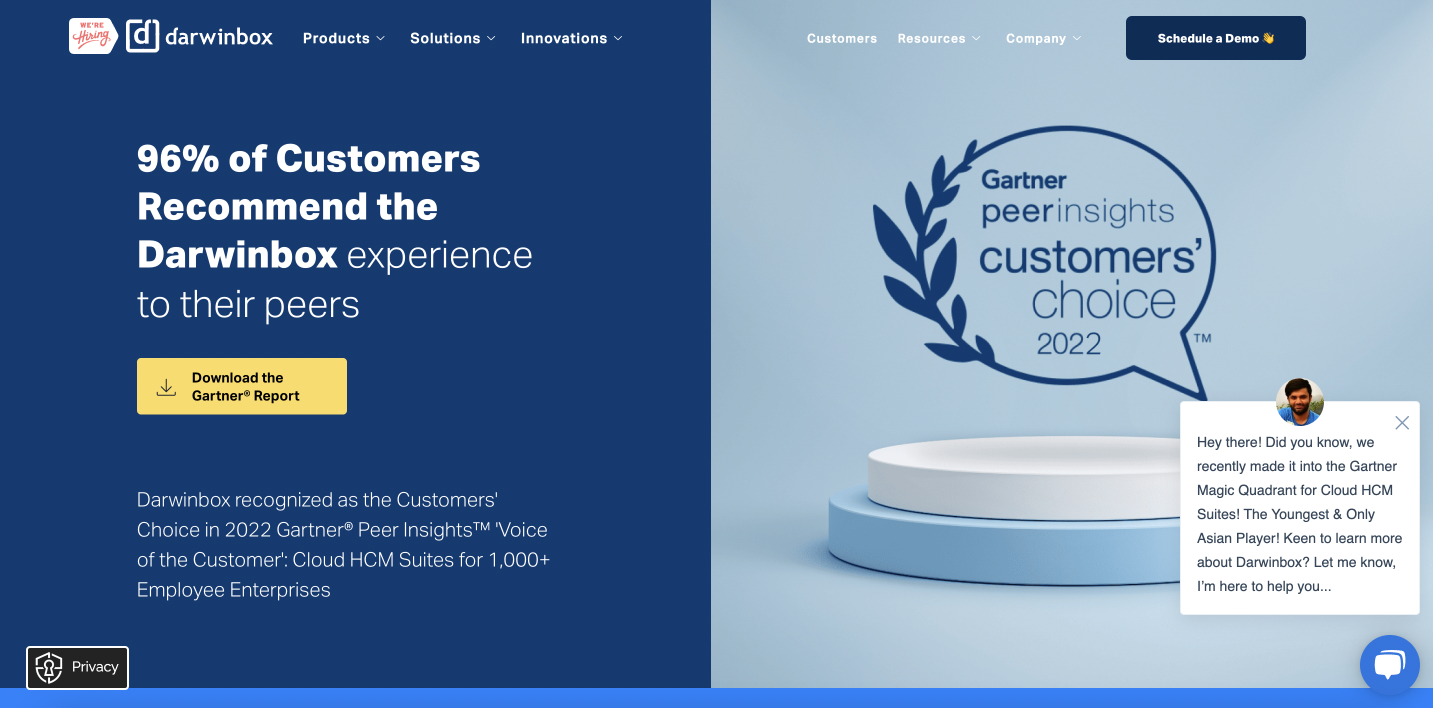 WE'RE
Hiring
darwinbox
Products
Solutions
Innovations
Customers
Resources
Company
Schedule a Demo 👋
96% of Customers
Recommend the
Darwinbox experience
to their peers
Download the
Gartner® Report
Darwinbox recognized as the Customers'
Choice in 2022 Gartner® Peer Insights™ 'Voice
of the Customer': Cloud HCM Suites for 1,000+
Employee Enterprises
Gartner
peerinsights
customers’
choice
2022
TM
Hey there! Did you know, we
recently made it into the Gartner
Magic Quadrant for Cloud HCM
Suites! The Youngest & Only
Asian Player! Keen to learn more
about Darwinbox? Let me know,
I’m here to help you...
Privacy